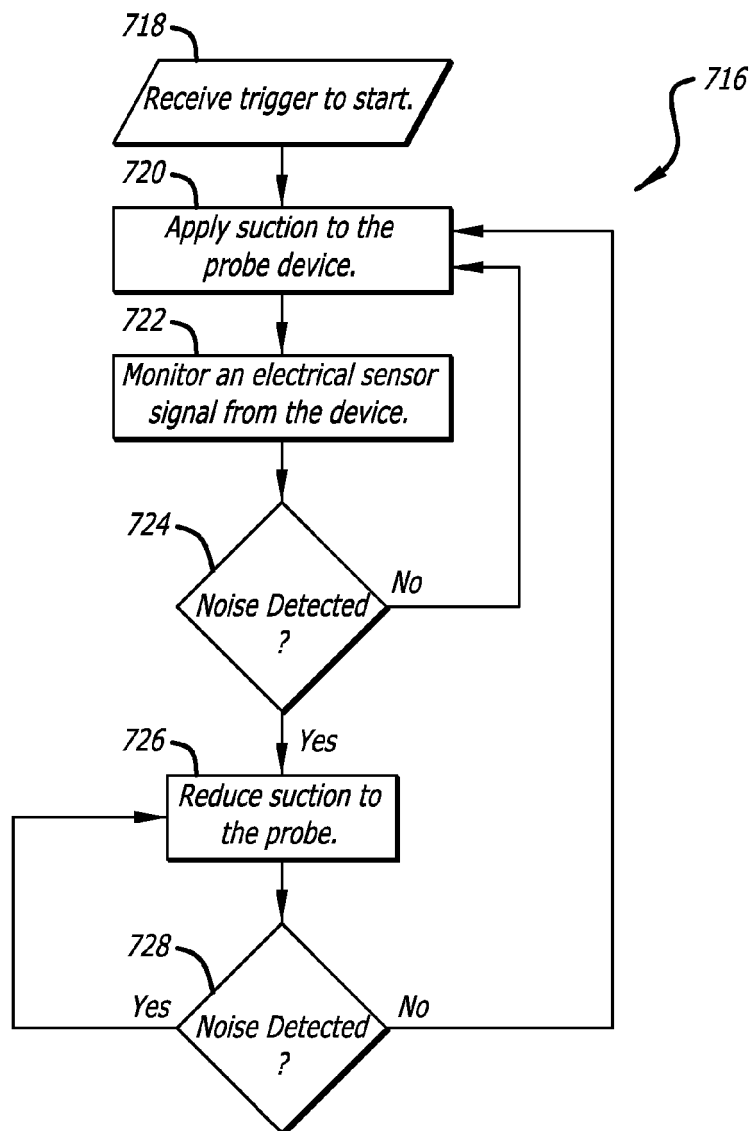 718
Receive trigger to start.
716
720
Apply suction to the
probe device.
722
Monitor an electrical sensor
signal from the device.
724
No
Noise Detected
?
Yes
726
Reduce suction to
the probe.
728
Yes
No
Noise Detected
?